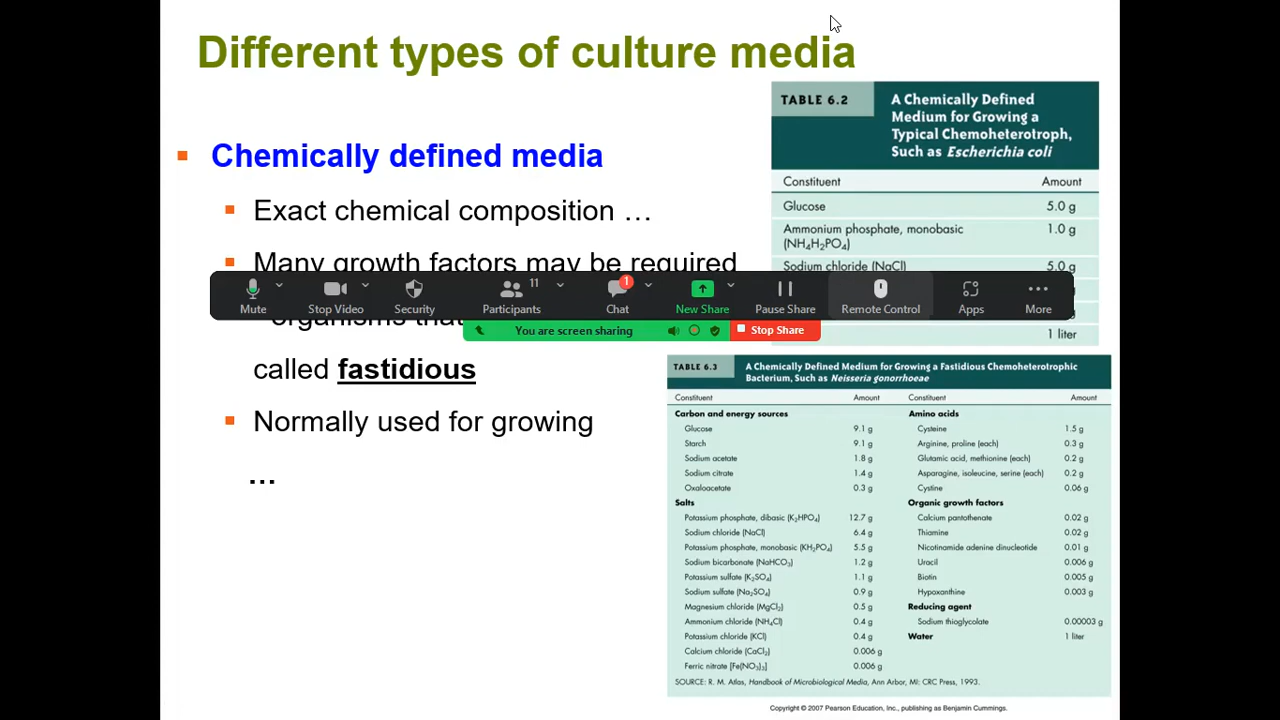 Different types of culture media
Chemically defined media
Exact chemical composition …
Many growth factors may be required
organisms that
called fastidious
Normally used for growing
…
TABLE 6.2
A Chemically Defined
Medium for Growing a
Typical Chemoheterotroph,
Such as Escherichia coli
Constituent Amount
Glucose 5.0 g
Ammonium phosphate, monobasic 1.0 g
(NH4H2PO4)
Sodium chloride (NaCl) 5.0 g
1 liter
Mute
Stop Video
Security
Participants 11
Chat 1
New Share
Pause Share
Remote Control
Apps
More
You are screen sharing
Stop Share
TABLE 6.3
A Chemically Defined Medium for Growing a Fastidious Chemoheterotrophic
Bacterium, Such as Neisseria gonorrhoeae
Constituent Amount Constituent Amount
Carbon and energy sources Amino acids
Glucose 9.1 g Cysteine 1.5 g
Starch 9.1 g Arginine, proline (each) 0.3 g
Sodium acetate 1.8 g Glutamic acid, methionine (each) 0.2 g
Sodium citrate 1.4 g Asparagine, isoleucine, serine (each) 0.2 g
Oxaloacetate 0.3 g Cystine 0.06 g
Salts Organic growth factors
Potassium phosphate, dibasic (K2HPO4) 12.7 g Calcium pantothenate 0.02 g
Sodium chloride (NaCl) 6.4 g Thiamine 0.02 g
Potassium phosphate, monobasic (KH2PO4) 5.5 g Nicotinamide adenine dinucleotide 0.01 g
Sodium bicarbonate (NaHCO3) 1.2 g Uracil 0.006 g
Potassium sulfate (K2SO4) 1.1 g Biotin 0.005 g
Sodium sulfate (Na2SO4) 0.9 g Hypoxanthine 0.003 g
Magnesium chloride (MgCl2) 0.5 g Reducing agent
Ammonium chloride (NH4Cl) 0.4 g Sodium thioglycolate 0.00003 g
Potassium chloride (KCl) 0.4 g Water 1 liter
Calcium chloride (CaCl2) 0.006 g
Ferric nitrate [Fe(NO3)3] 0.006 g
SOURCE: R. M. Atlas, Handbook of Microbiological Media, Ann Arbor, MI: CRC Press, 1993.
Copyright © 2007 Pearson Education, Inc., publishing as Benjamin Cummings.